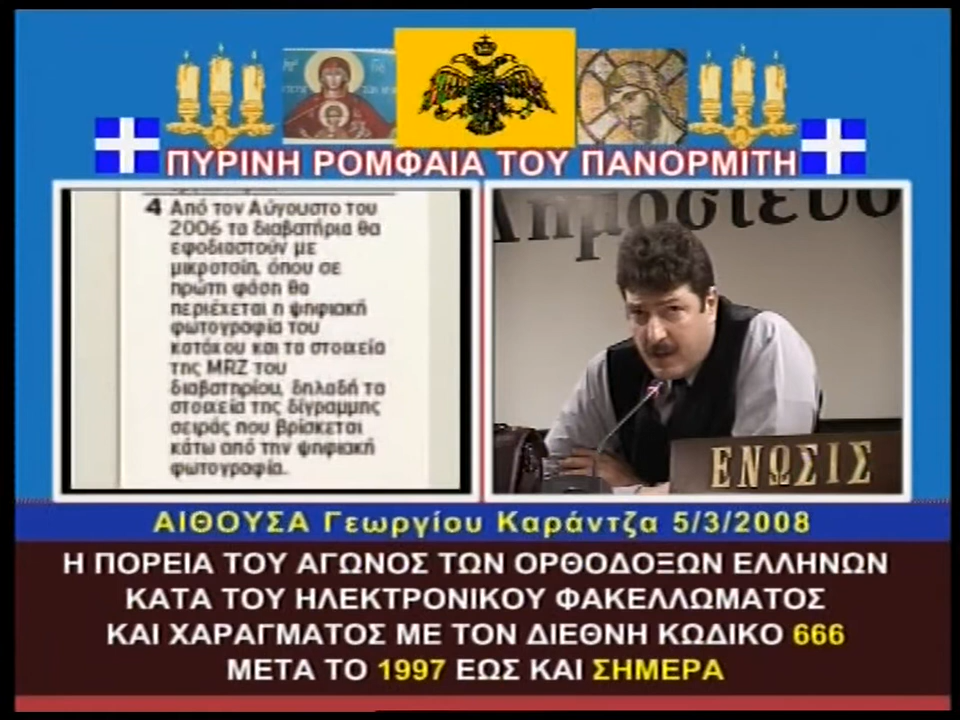 ΠΥΡΙΝΗ ΡΟΜΦΑΙΑ ΤΟΥ ΠΑΝΟΡΜΙΤΗ
4 Από τον Αύγουστο του
2006 τα διαβατήρια θα
εφοδιαστούν με
μικροτσίπ, όπου σε
πρώτη φάση θα
περιέχεται η ψηφιακή
φωτογραφία του
κατόχου και τα στοιχεία
της MRZ του
διαβατηρίου, δηλαδή τα
στοιχεία της δίγραμμης
σειράς που βρίσκεται
κάτω από την ψηφιακή
φωτογραφία.
Δημοσιευο
ΕΝΩΣΙΣ
ΑΙΘΟΥΣΑ Γεωργίου Καράντζα 5/3/2008
Η ΠΟΡΕΙΑ ΤΟΥ ΑΓΩΝΟΣ ΤΩΝ ΟΡΘΟΔΟΞΩΝ ΕΛΛΗΝΩΝ
ΚΑΤΑ ΤΟΥ ΗΛΕΚΤΡΟΝΙΚΟΥ ΦΑΚΕΛΛΩΜΑΤΟΣ
ΚΑΙ ΧΑΡΑΓΜΑΤΟΣ ΜΕ ΤΟΝ ΔΙΕΘΝΗ ΚΩΔΙΚΟ 666
ΜΕΤΑ ΤΟ 1997 ΕΩΣ ΚΑΙ ΣΗΜΕΡΑ